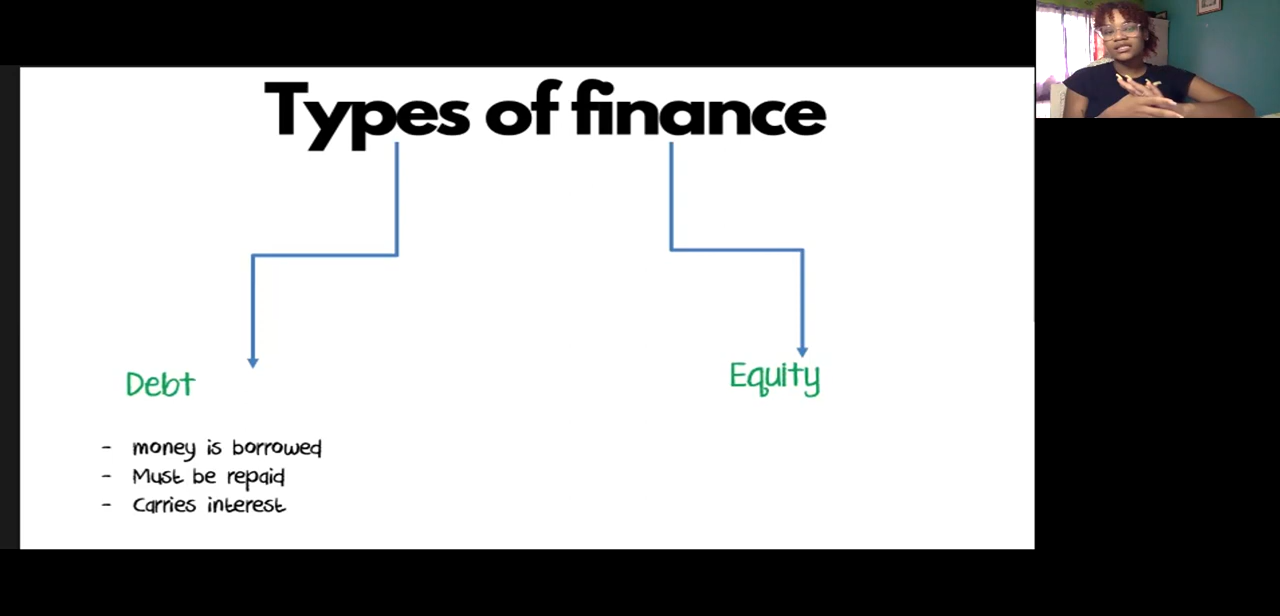 Types of finance
Debt
Equity
- money is borrowed
- Must be repaid
- Carries interest